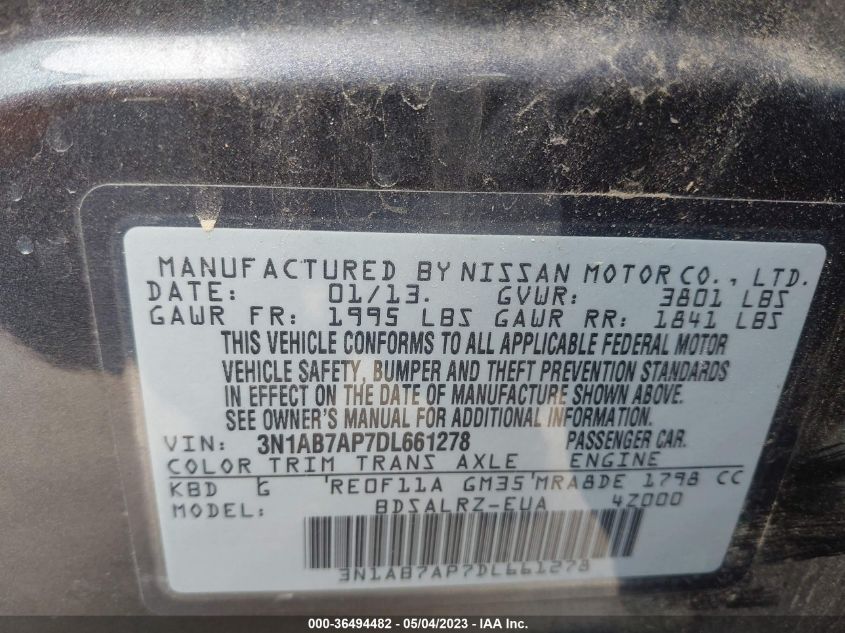 MANUFACTURED BY NISSAN MOTOR CO., LTD.
DATE: 01/13. GVWR: 3801 LBS
GAWR FR: 1995 LBS GAWR RR: 1841 LBS
THIS VEHICLE CONFORMS TO ALL APPLICABLE FEDERAL MOTOR
VEHICLE SAFETY, BUMPER AND THEFT PREVENTION STANDARDS
IN EFFECT ON THE DATE OF MANUFACTURE SHOWN ABOVE.
SEE OWNER'S MANUAL FOR ADDITIONAL INFORMATION.
VIN: 3N1AB7AP7DL661278 PASSENGER CAR.
COLOR TRIM TRANS AXLE ENGINE
KBD G 'RE0F11A GM35'MRA8DE 1798 CC
MODEL: BDSALRZ-EUA 4Z000
3N1AB7AP7DL661278
000-36494482 - 05/04/2023 - IAA Inc.